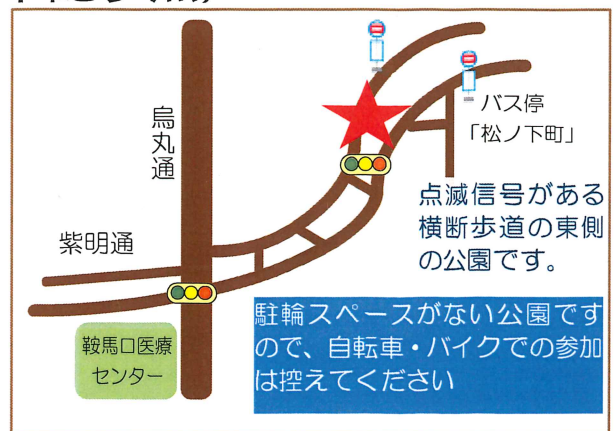 烏丸通
バス停
「松ノ下町」
紫明通
点滅信号がある
横断歩道の東側
の公園です。
鞍馬口医療
センター
駐輪スペースがない公園です
ので、自転車・バイクでの参加
は控えてください